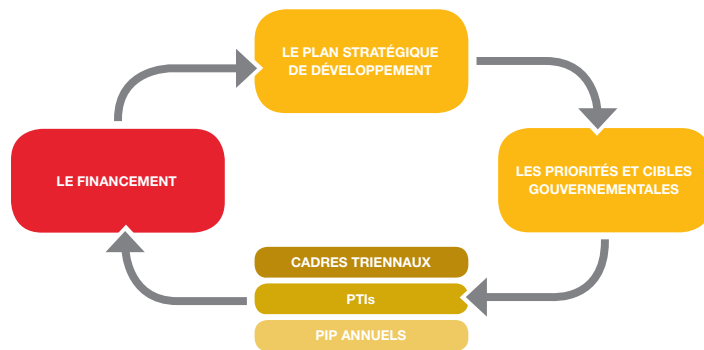 LE PLAN STRATÉGIQUE
DE DÉVELOPPEMENT
LE FINANCEMENT
LES PRIORITÉS ET CIBLES
GOUVERNEMENTALES
CADRES TRIENNAUX
PTIs
PIP ANNUELS